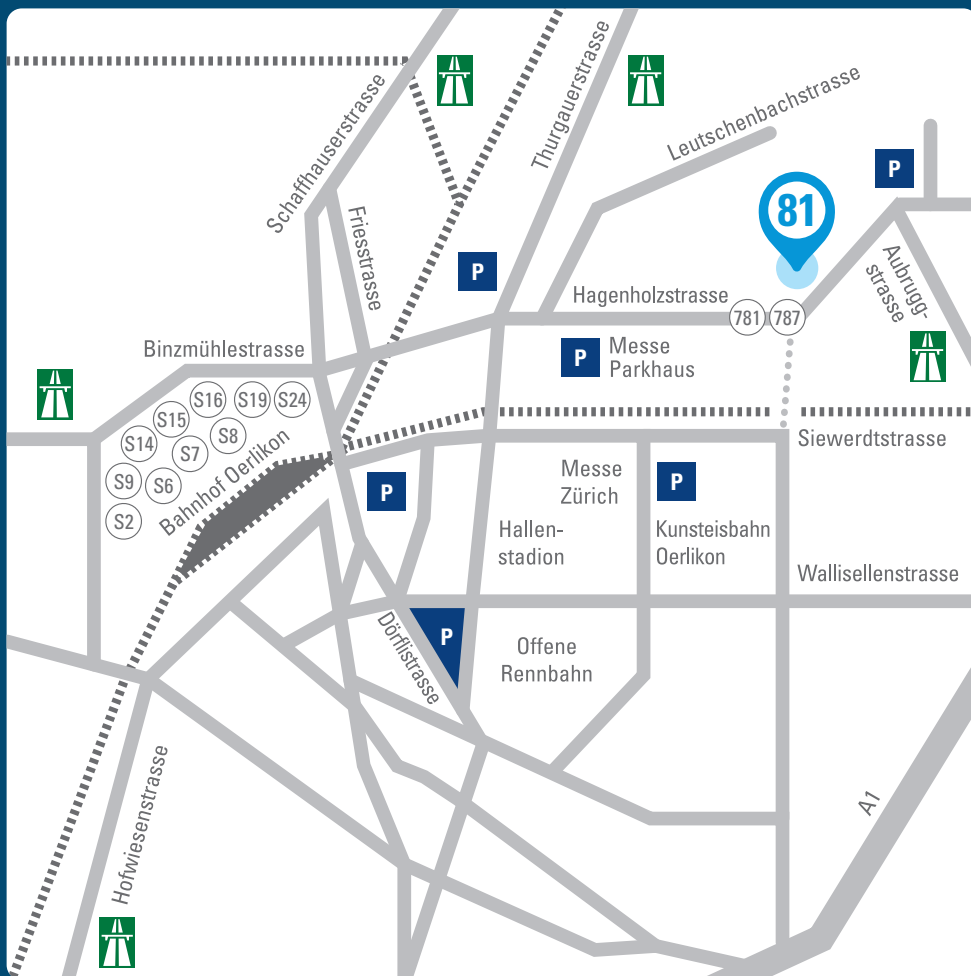 Schaffhauserstrasse
Thurgauerstrasse
Leutschenbachstrasse
P
81
Friesstrasse
P
Aubrugg-
strasse
Hagenholzstrasse
781
787
Binzmühlestrasse
P
Messe
Parkhaus
S16
S19
S24
S15
S8
S14
S7
S9
S6
S2
Bahnhof Oerlikon
Siewerdtstrasse
P
Messe
Zürich
P
Hallen-
stadion
Kunsteisbahn
Oerlikon
Wallisellenstrasse
P
Dörflistrasse
Offene
Rennbahn
Hofwiesenstrasse
A1